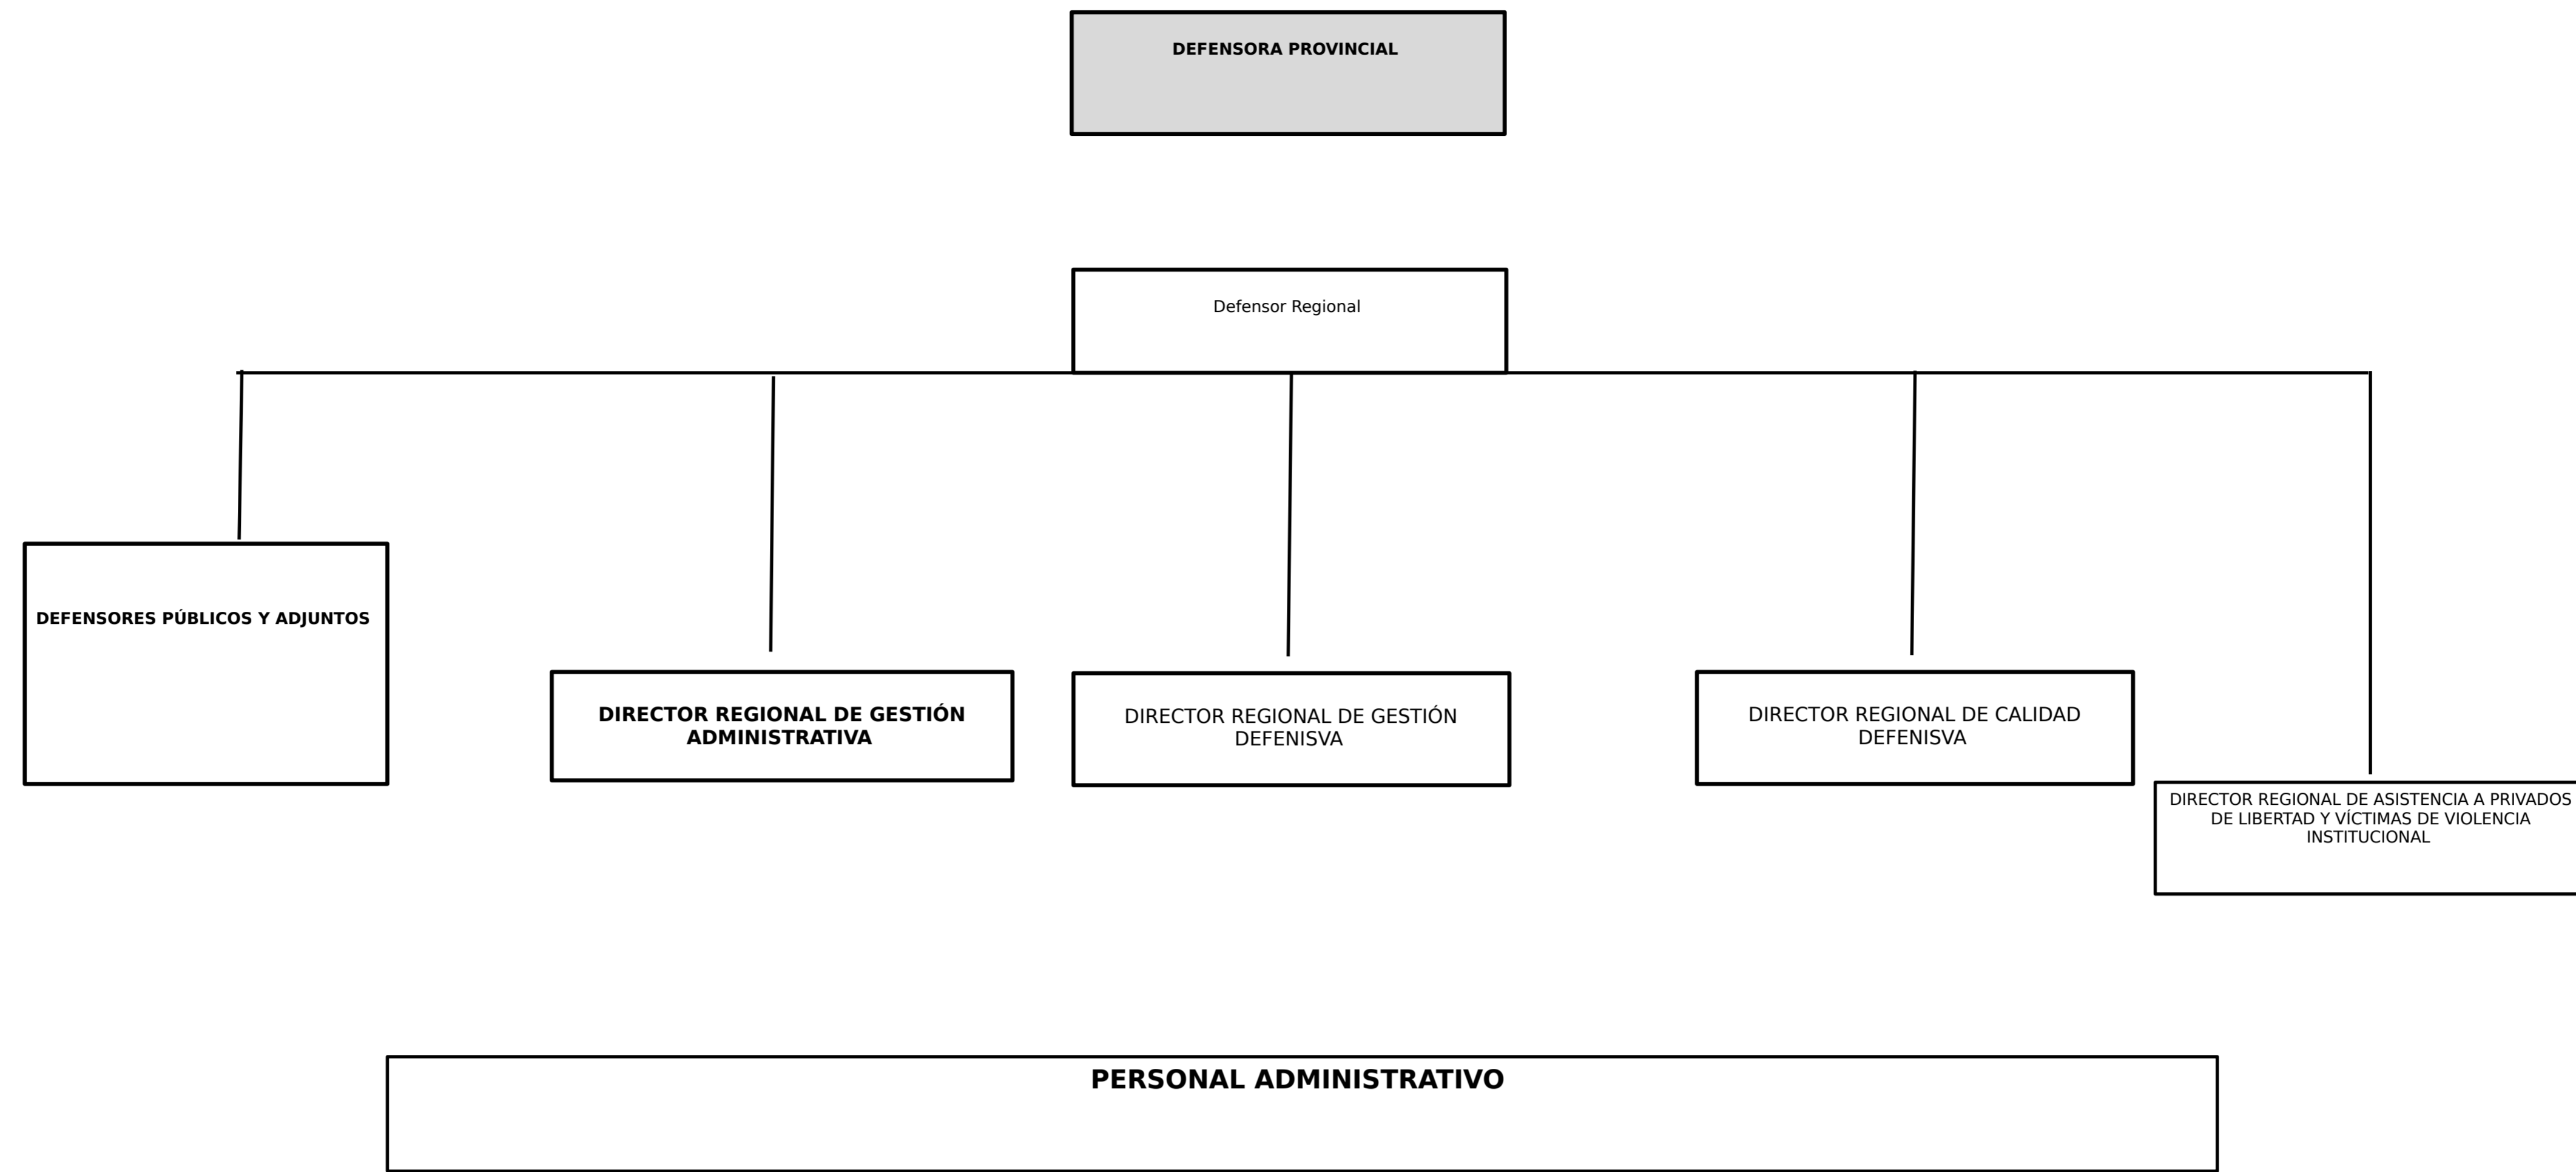 DEFENSORA PROVINCIAL
Defensor Regional
DEFENSORES PÚBLICOS Y ADJUNTOS
DIRECTOR REGIONAL DE GESTIÓN
ADMINISTRATIVA
DIRECTOR REGIONAL DE GESTIÓN
DEFENISVA
DIRECTOR REGIONAL DE CALIDAD
DEFENISVA
DIRECTOR REGIONAL DE ASISTENCIA A PRIVADOS
DE LIBERTAD Y VÍCTIMAS DE VIOLENCIA
INSTITUCIONAL
PERSONAL ADMINISTRATIVO